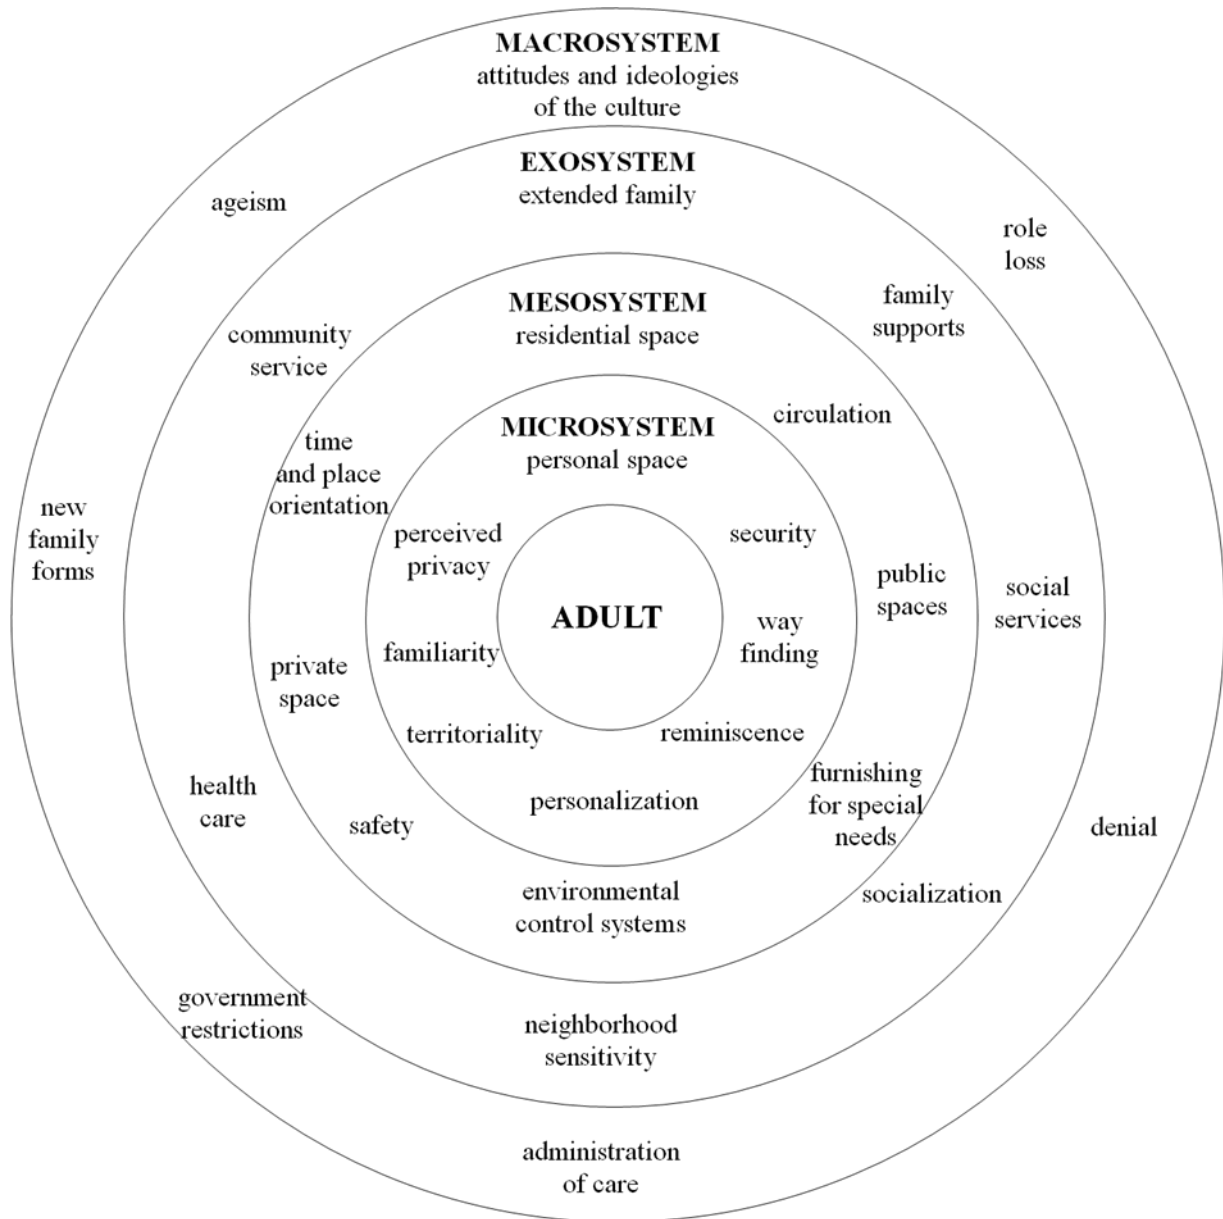 MACROSYSTEM
attitudes and ideologies
of the culture
EXOSYSTEM
extended family
ageism
role
loss
MESOSYSTEM
residential space
family
supports
community
service
circulation
MICROSYSTEM
personal space
time
and place
orientation
new
family
forms
perceived
privacy
security
public
spaces
social
services
ADULT
way
finding
familiarity
private
space
territoriality
reminiscence
health
care
personalization
furnishing
for special
needs
safety
denial
environmental
control systems
socialization
government
restrictions
neighborhood
sensitivity
administration
of care